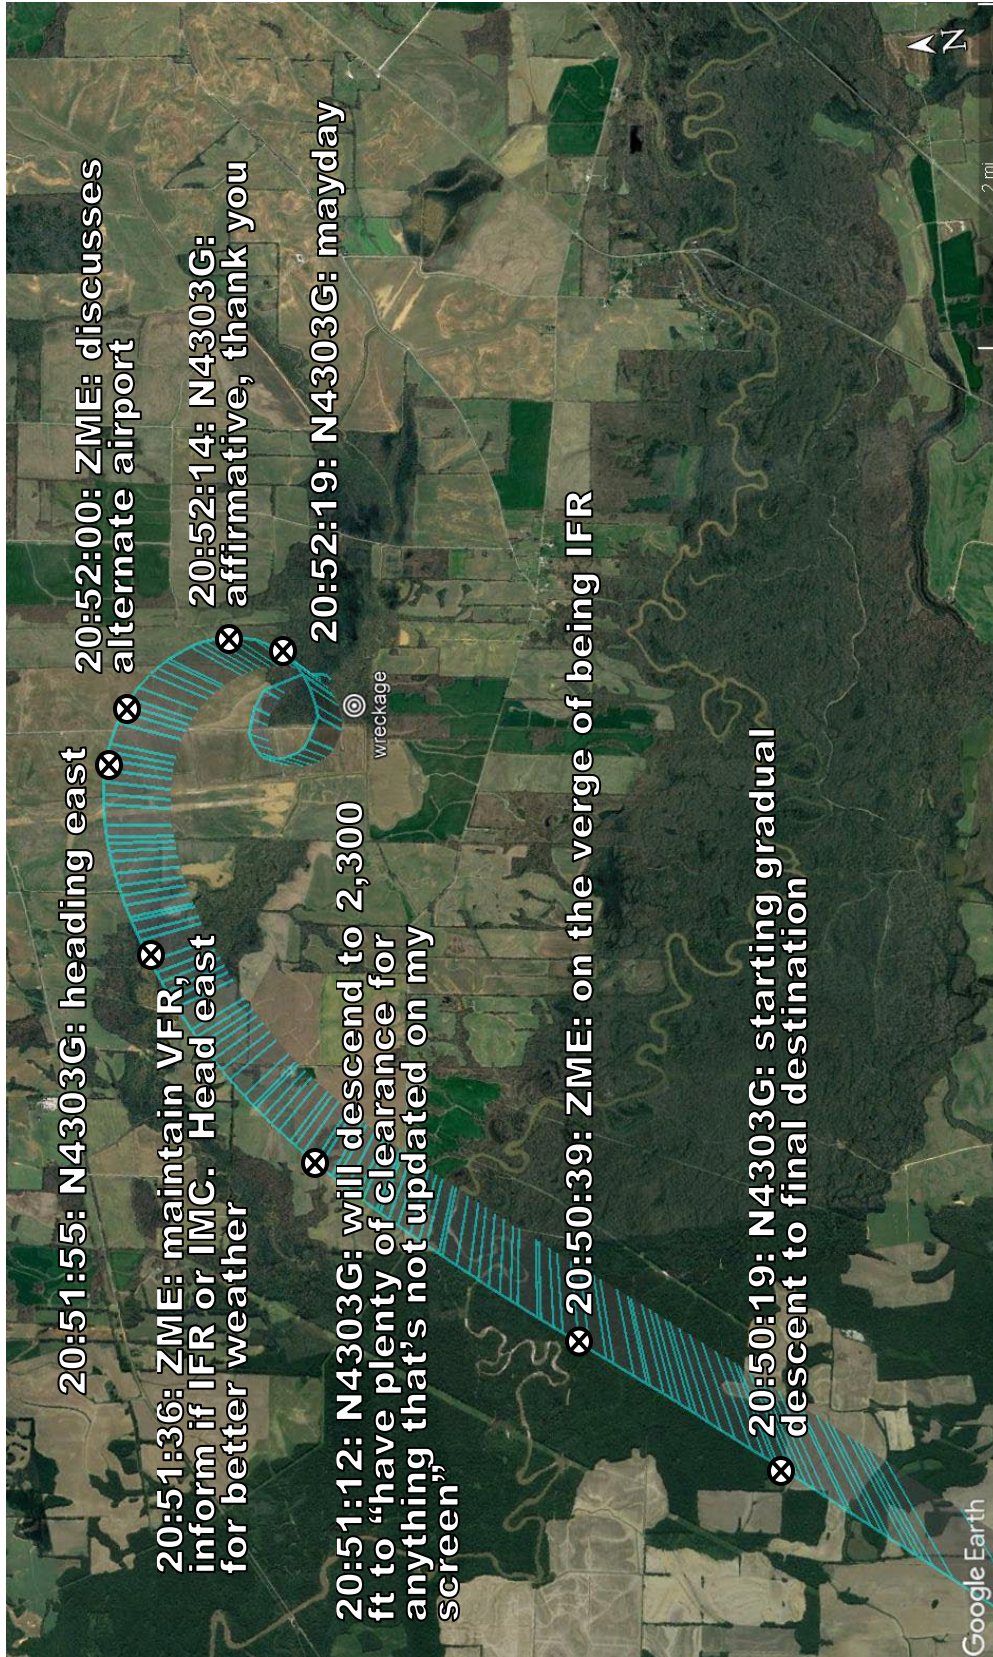 20:51:55: N4303G: heading east
20:52:00: ZME: discusses
alternate airport
20:51:36: ZME: maintain VFR,
inform if IFR or IMC. Head east
for better weather
20:52:14: N4303G:
affirmative, thank you
20:52:19: N4303G: mayday
20:51:12: N4303G: will descend to 2,300
ft to “have plenty of clearance for
anything that’s not updated on my
screen”
wreckage
20:50:39: ZME: on the verge of being IFR
20:50:19: N4303G: starting gradual
descent to final destination
Google Earth
2 mi
N